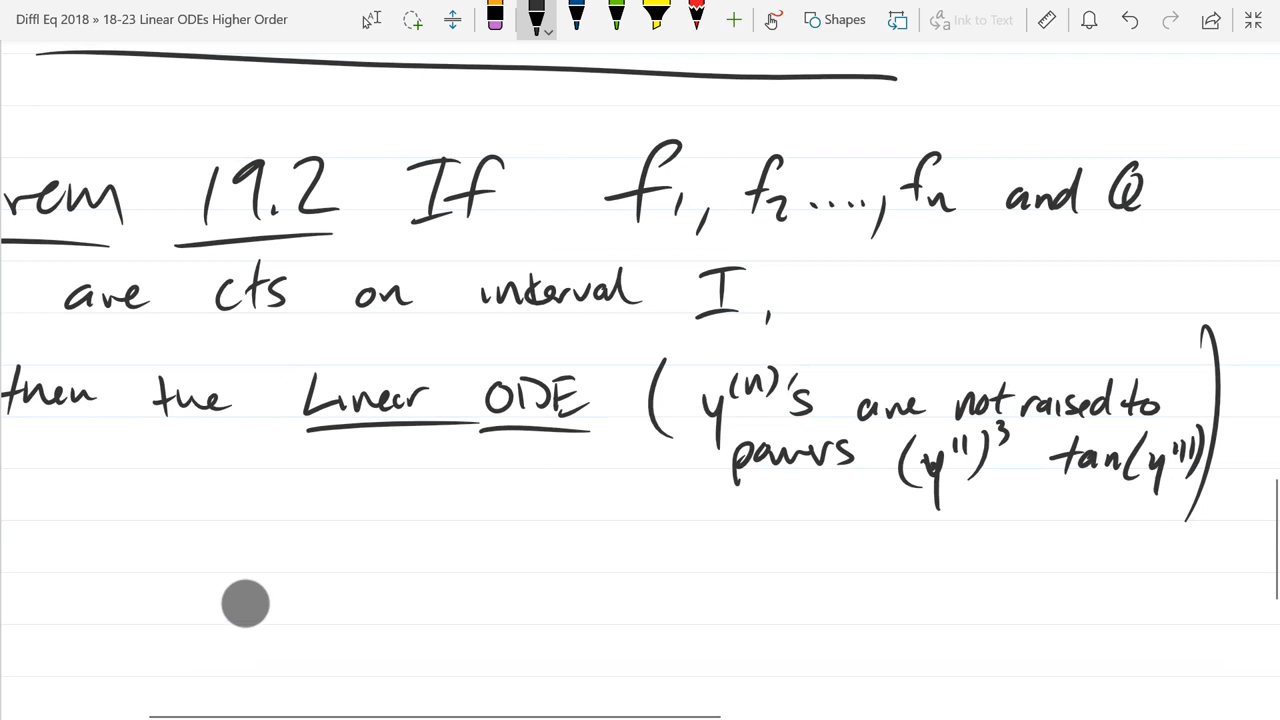 Diffl Eq 2018 » 18-23 Linear ODEs Higher Order
Shapes
Ink to Text
rem 19.2 If f₁, f₂ ...., fₙ and Q
are cts on interval I,
then the Linear ODE ( y⁽ⁿ⁾'s are not raised to
powers (y'')³ tan(y''') )